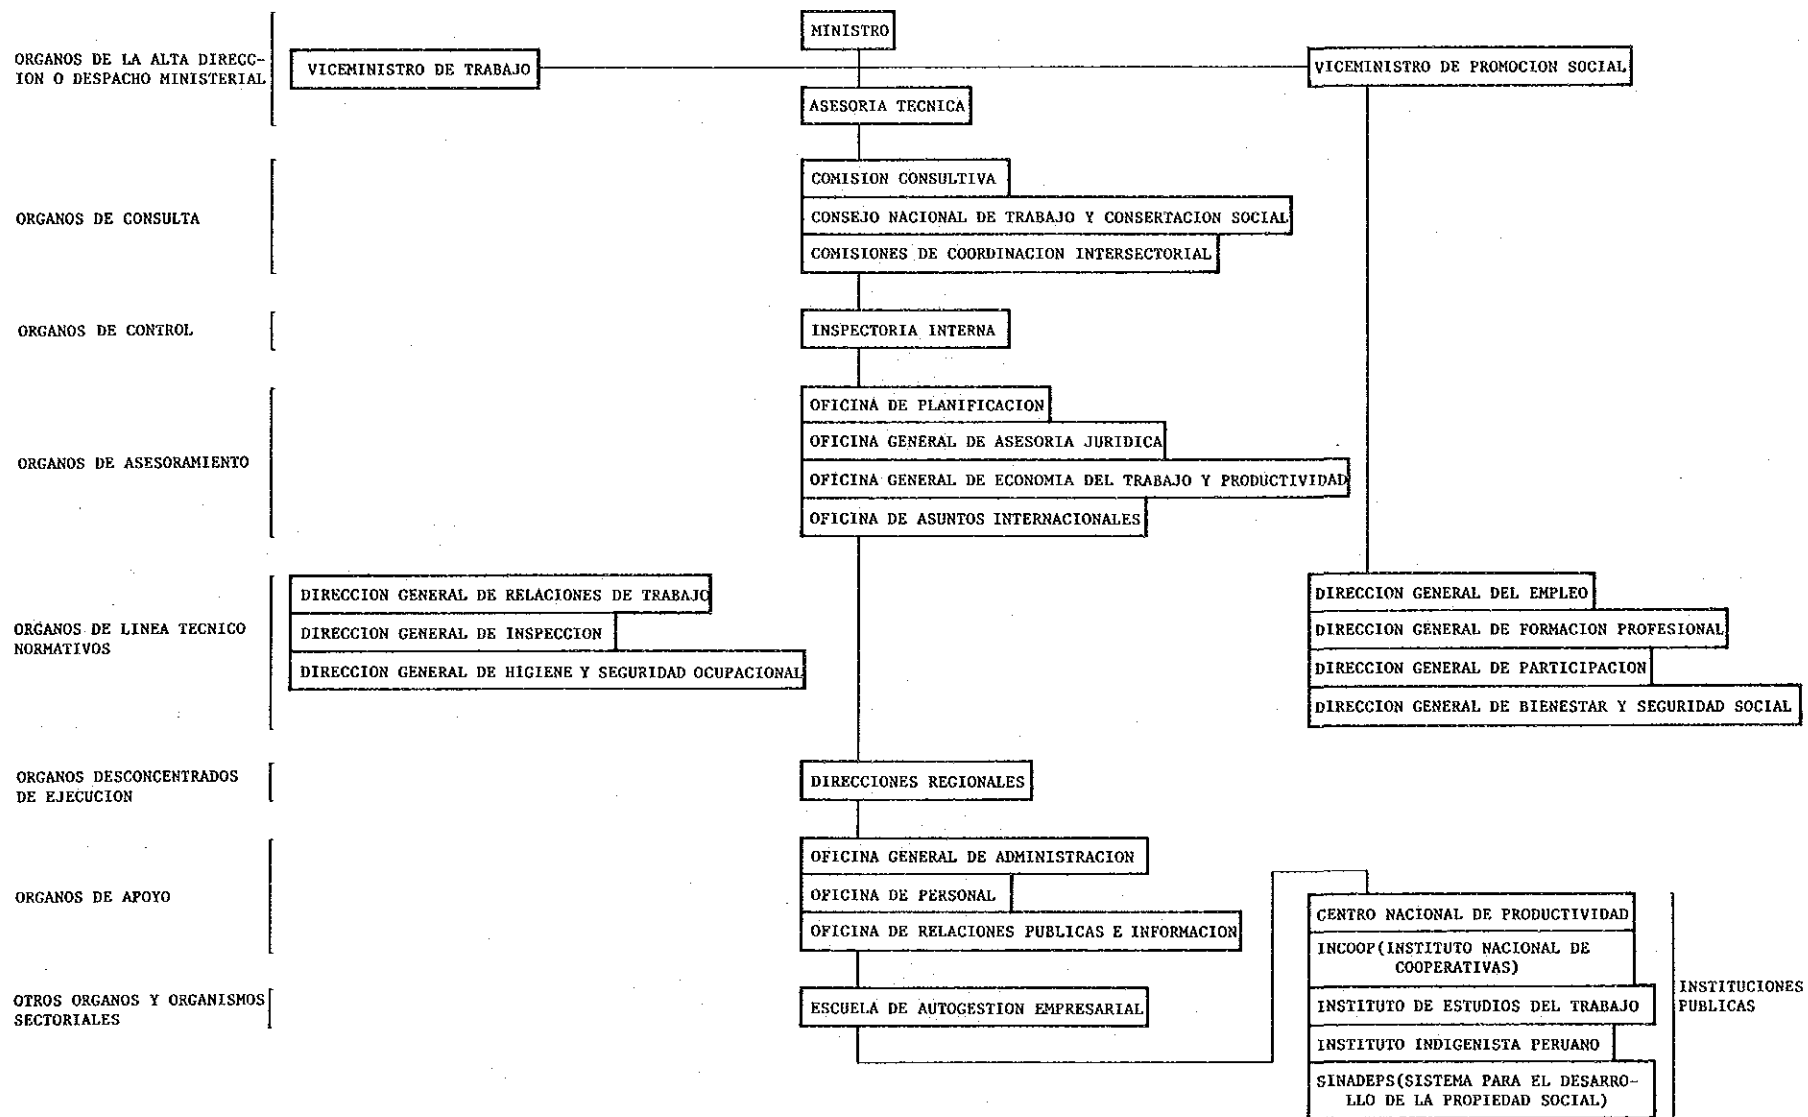 MINISTRO
ORGANOS DE LA ALTA DIRECC-
ION O DESPACHO MINISTERIAL
VICEMINISTRO DE TRABAJO
VICEMINISTRO DE PROMOCION SOCIAL
ASESORIA TECNICA
ORGANOS DE CONSULTA
COMISION CONSULTIVA
CONSEJO NACIONAL DE TRABAJO Y CONSERTACION SOCIAL
COMISIONES DE COORDINACION INTERSECTORIAL
ORGANOS DE CONTROL
INSPECTORIA INTERNA
ORGANOS DE ASESORAMIENTO
OFICINA DE PLANIFICACION
OFICINA GENERAL DE ASESORIA JURIDICA
OFICINA GENERAL DE ECONOMIA DEL TRABAJO Y PRODUCTIVIDAD
OFICINA DE ASUNTOS INTERNACIONALES
ORGANOS DE LINEA TECNICO
NORMATIVOS
DIRECCION GENERAL DE RELACIONES DE TRABAJO
DIRECCION GENERAL DE INSPECCION
DIRECCION GENERAL DE HIGIENE Y SEGURIDAD OCUPACIONAL
DIRECCION GENERAL DEL EMPLEO
DIRECCION GENERAL DE FORMACION PROFESIONAL
DIRECCION GENERAL DE PARTICIPACION
DIRECCION GENERAL DE BIENESTAR Y SEGURIDAD SOCIAL
ORGANOS DESCONCENTRADOS
DE EJECUCION
DIRECCIONES REGIONALES
ORGANOS DE APOYO
OFICINA GENERAL DE ADMINISTRACION
OFICINA DE PERSONAL
OFICINA DE RELACIONES PUBLICAS E INFORMACION
OTROS ORGANOS Y ORGANISMOS
SECTORIALES
ESCUELA DE AUTOGESTION EMPRESARIAL
CENTRO NACIONAL DE PRODUCTIVIDAD
INCOOP(INSTITUTO NACIONAL DE
COOPERATIVAS)
INSTITUTO DE ESTUDIOS DEL TRABAJO
INSTITUTO INDIGENISTA PERUANO
SINADEPS(SISTEMA PARA EL DESARRO-
LLO DE LA PROPIEDAD SOCIAL)
INSTITUCIONES
PUBLICAS